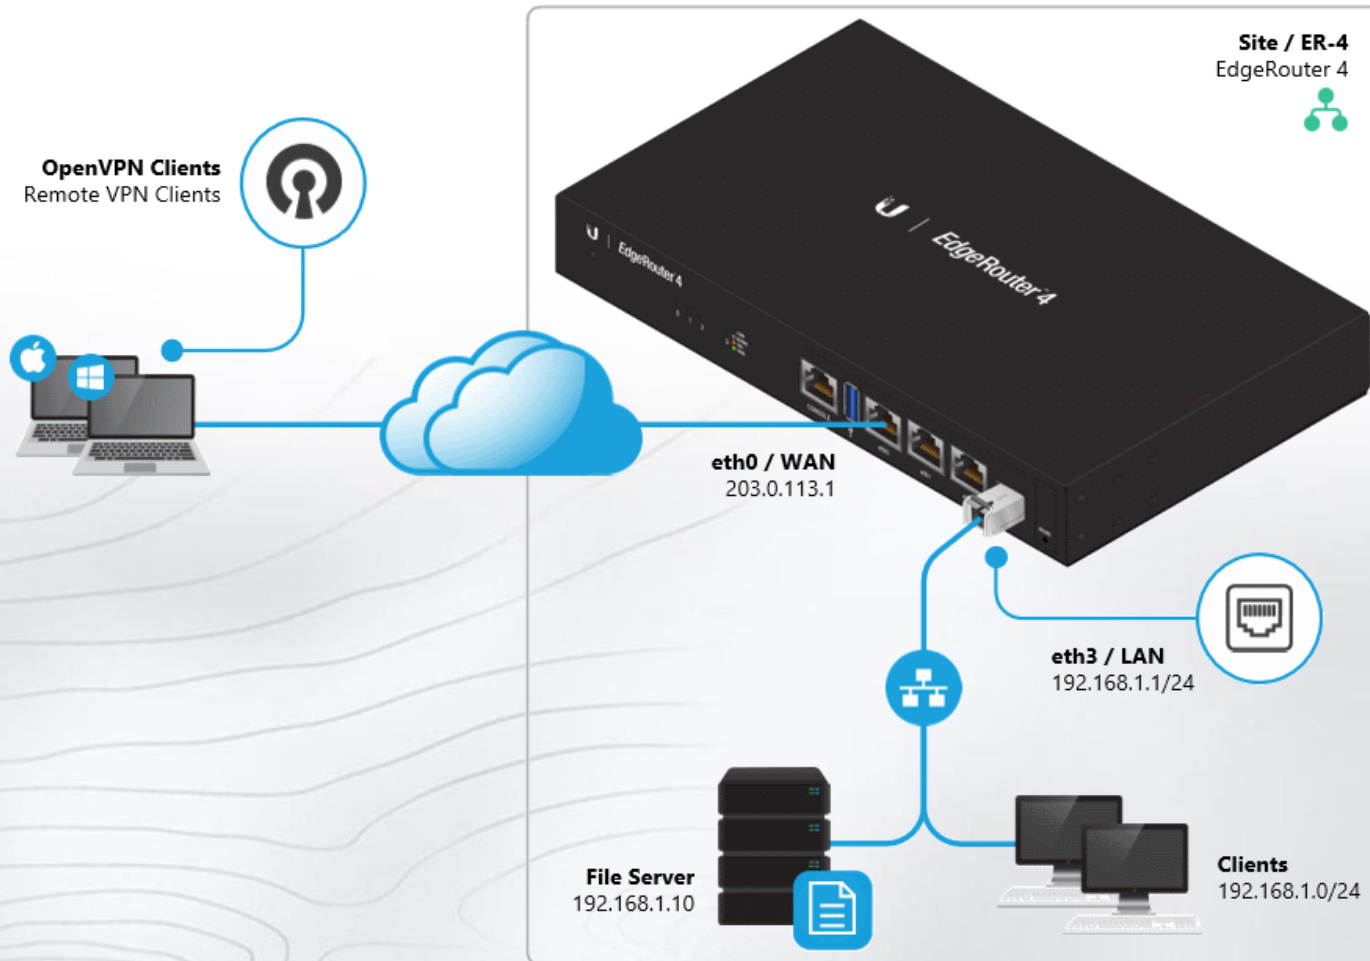 Site / ER-4
EdgeRouter 4
OpenVPN Clients
Remote VPN Clients
U | EdgeRouter 4
U | EdgeRouter 4
CONSOLE
eth0 / WAN
203.0.113.1
eth3 / LAN
192.168.1.1/24
File Server
192.168.1.10
Clients
192.168.1.0/24